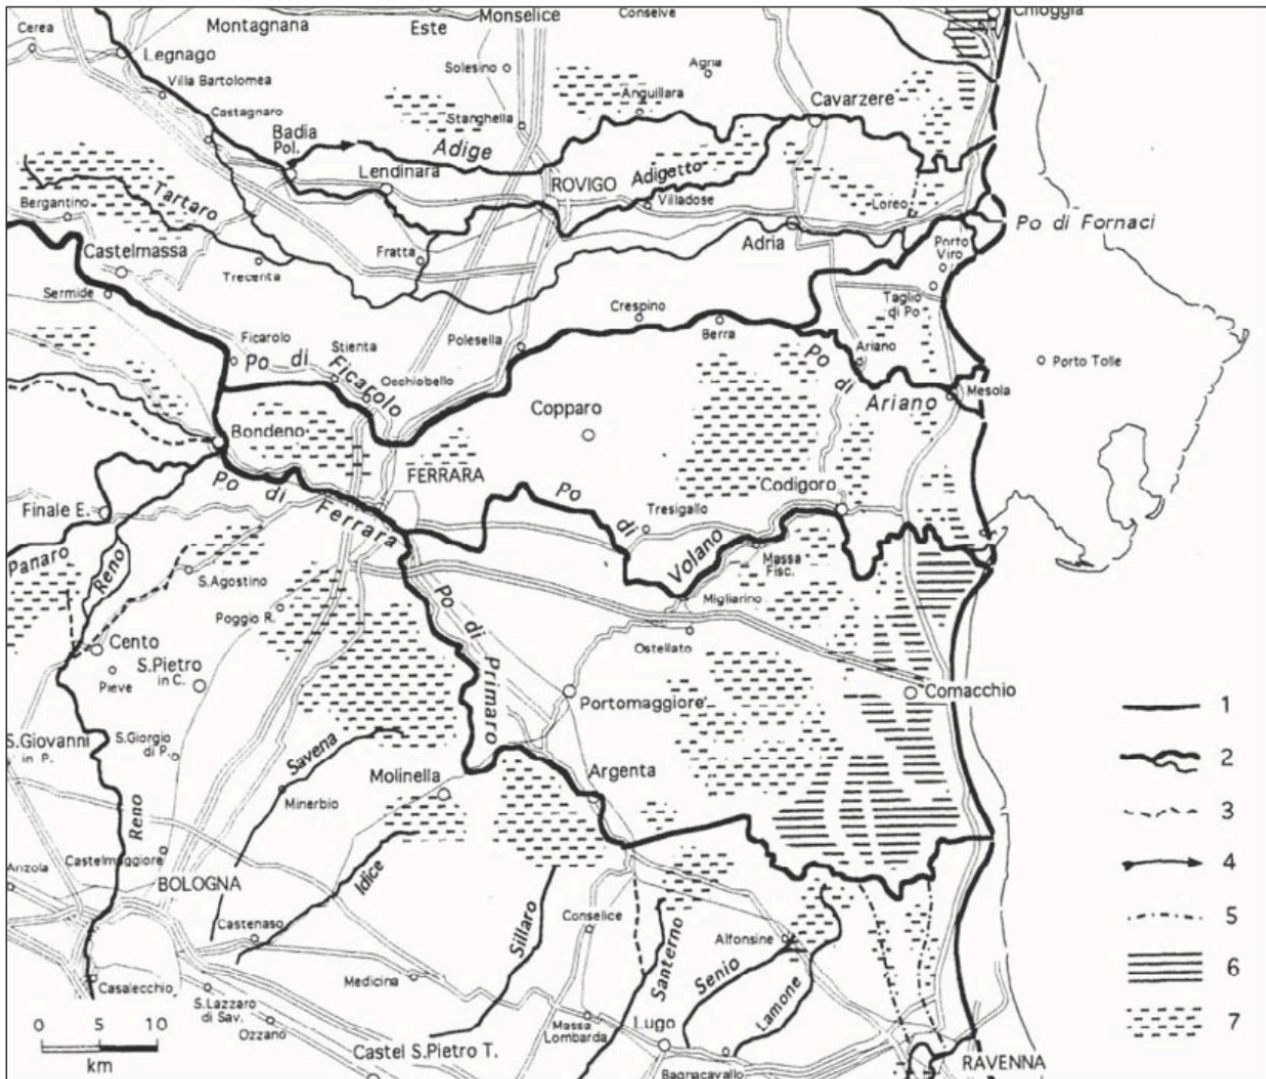 Cerea
Montagnana
Este
Monselice
Conselve
Chioggia
Legnago
Solesino
Agna
Villa Bartolomea
Castagnaro
Anguillara
Cavarzere
Stanghella
Badia
Pol.
Adige
Lendinara
ROVIGO
Adigetto
Villadose
Loreo
Bergantino
Tartaro
Castelmassa
Fratta
Trecenta
Adria
Porto
Viro
Po di Fornaci
Sermide
Taglio
di Po
Crespino
Berra
Ficarolo
Stienta
Polesella
Po di Ficarolo
Occhiobello
Ariano
Po di Ariano
Mesola
Porto Tolle
Copparo
Bondeno
FERRARA
Codigoro
Po di Ferrara
Po di Volano
Tresigallo
Massa
Fisc.
Finale E.
Panaro
Reno
S.Agostino
Poggio R.
Migliarino
Ostellato
Cento
Pieve
S.Pietro
in C.
Po di Primaro
Portomaggiore
Comacchio
S.Giovanni
in P.
S.Giorgio
di P.
Savena
Minerbio
Molinella
Argenta
Reno
Castelmaggiore
Anzola
BOLOGNA
Idice
Castenaso
Sillaro
Conselice
Santerno
Alfonsine
Senio
Lamone
Casalecchio
S.Lazzaro
di Sav.
Ozzano
Medicina
Massa
Lombarda
Lugo
Castel S.Pietro T.
Bagnacavallo
RAVENNA
1
2
3
4
5
6
7
0 5 10
km